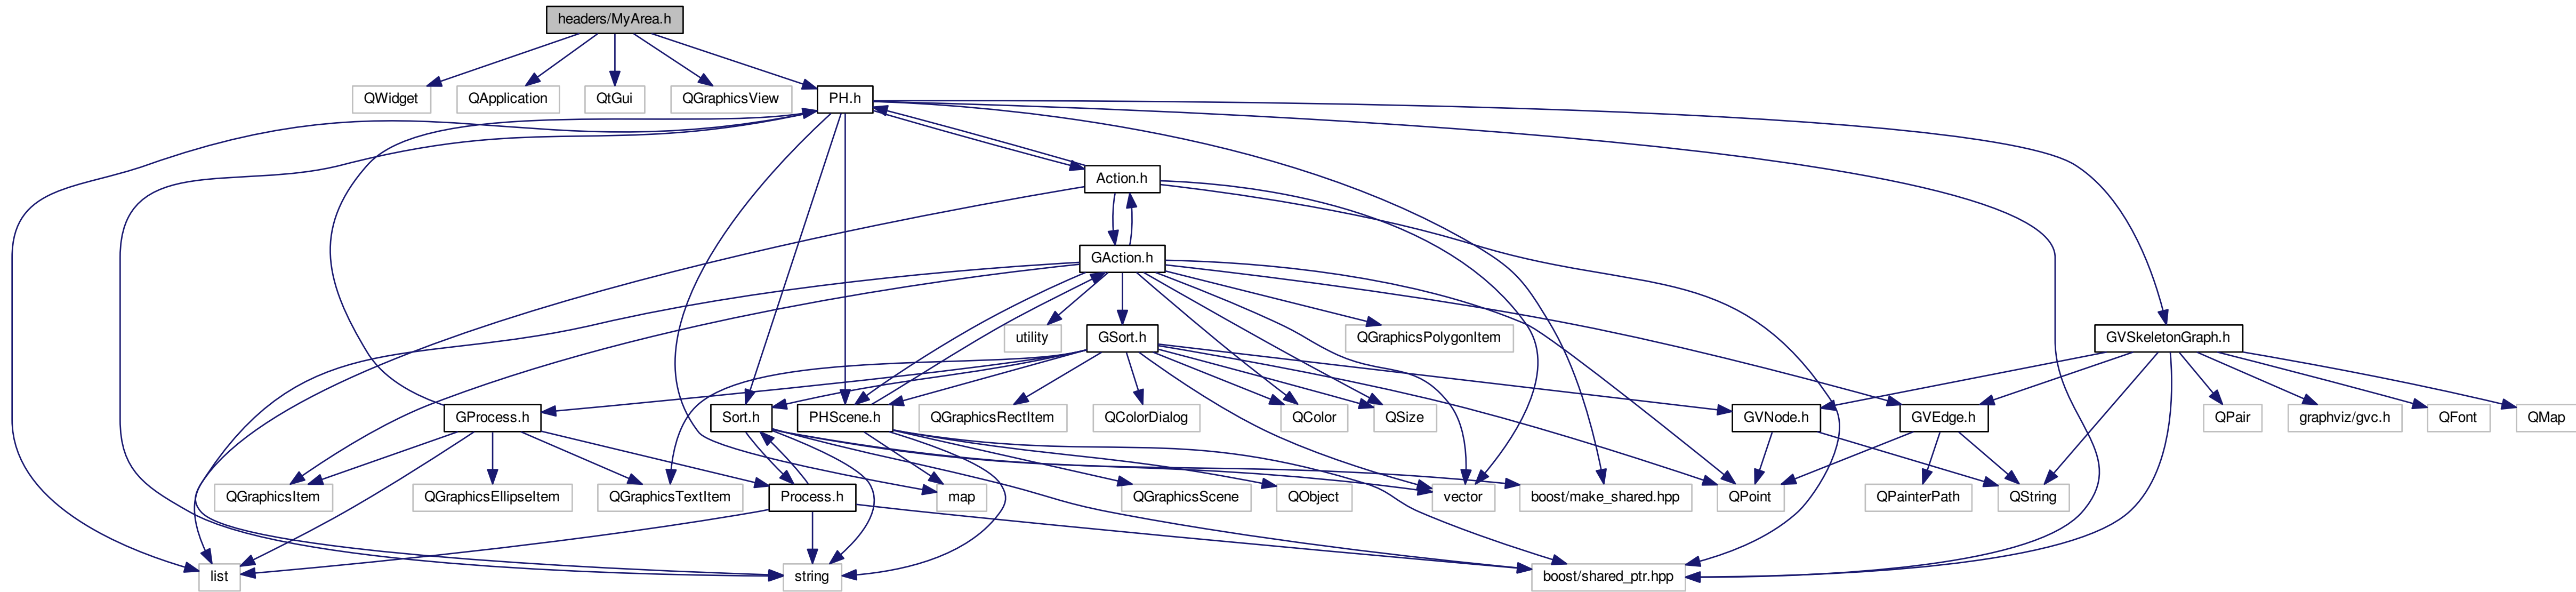 headers/MyArea.h
QWidget
QApplication
QtGui
QGraphicsView
PH.h
Action.h
GAction.h
utility
GSort.h
QGraphicsPolygonItem
GVSkeletonGraph.h
GProcess.h
Sort.h
PHScene.h
QGraphicsRectItem
QColorDialog
QColor
QSize
GVNode.h
GVEdge.h
QPair
graphviz/gvc.h
QFont
QMap
QGraphicsItem
QGraphicsEllipseItem
QGraphicsTextItem
Process.h
map
QGraphicsScene
QObject
vector
boost/make_shared.hpp
QPoint
QPainterPath
QString
list
string
boost/shared_ptr.hpp